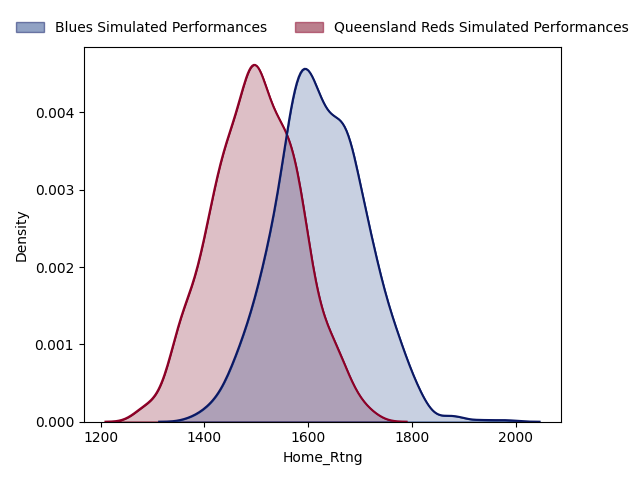 Blues Simulated Performances
Queensland Reds Simulated Performances
Density
0.004
0.003
0.002
0.001
0.000
1200
1400
1600
1800
2000
Home_Rtng